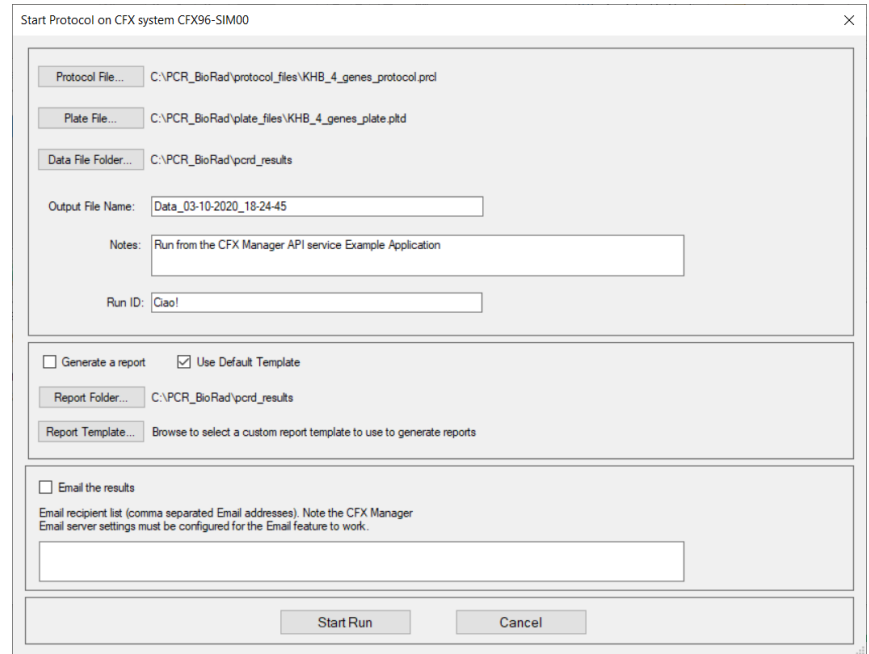 Start Protocol on CFX system CFX96-SIM00
Protocol File... C:\PCR_BioRad\protocol_files\KHB_4_genes_protocol.prcl
Plate File... C:\PCR_BioRad\plate_files\KHB_4_genes_plate.pltd
Data File Folder... C:\PCR_BioRad\pcrd_results
Output File Name: Data_03-10-2020_18-24-45
Notes: Run from the CFX Manager API service Example Application
Run ID: Ciao!
Generate a report Use Default Template
Report Folder... C:\PCR_BioRad\pcrd_results
Report Template... Browse to select a custom report template to use to generate reports
Email the results
Email recipient list (comma separated Email addresses). Note the CFX Manager
Email server settings must be configured for the Email feature to work.
Start Run Cancel